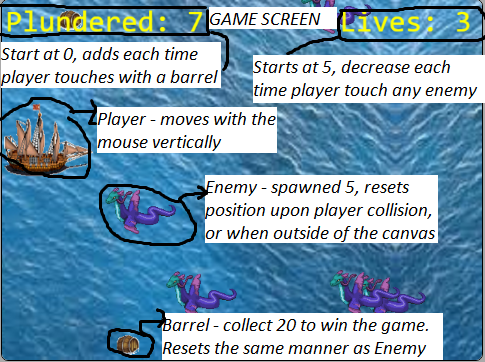 Plundered: 7 GAME SCREEN Lives: 3
Start at 0, adds each time
player touches with a barrel
Starts at 5, decrease each
time player touch any enemy
Player - moves with the
mouse vertically
Enemy - spawned 5, resets
position upon player collision,
or when outside of the canvas
Barrel - collect 20 to win the game.
Resets the same manner as Enemy